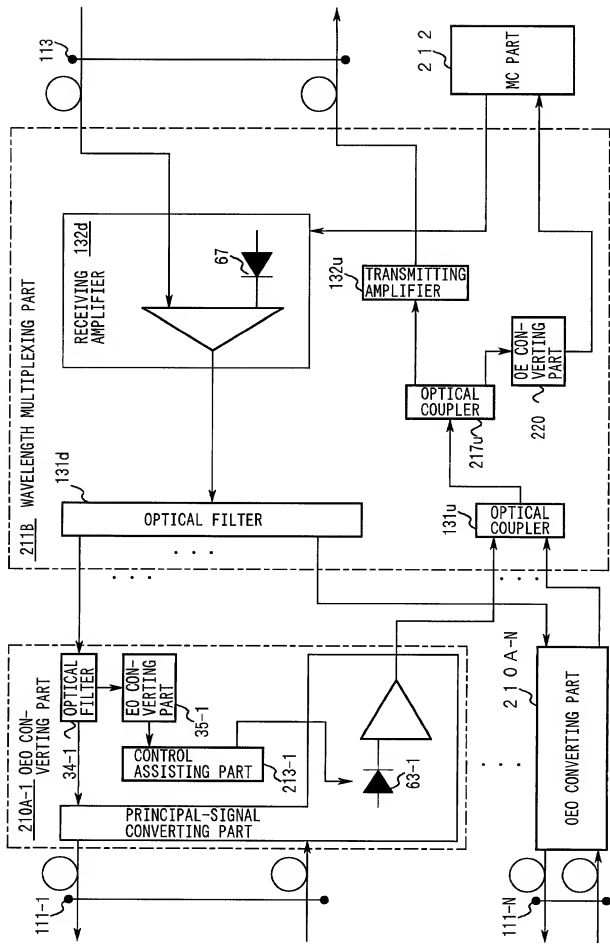 211B WAVELENGTH MULTIPLEXING PART
113
RECEIVING
AMPLIFIER
132d
67
212
MC PART
132u
TRANSMITTING
AMPLIFIER
OPTICAL
COUPLER
217u
OE CON-
VERTING
PART
220
131d
OPTICAL FILTER
131u
OPTICAL
COUPLER
210A-1 OEO CON-
VERTING PART
OPTICAL
FILTER
34-1
EO CON-
VERTING
PART
35-1
CONTROL
ASSISTING PART
213-1
63-1
PRINCIPAL-SIGNAL
CONVERTING PART
111-1
210A-N
OEO CONVERTING PART
111-N